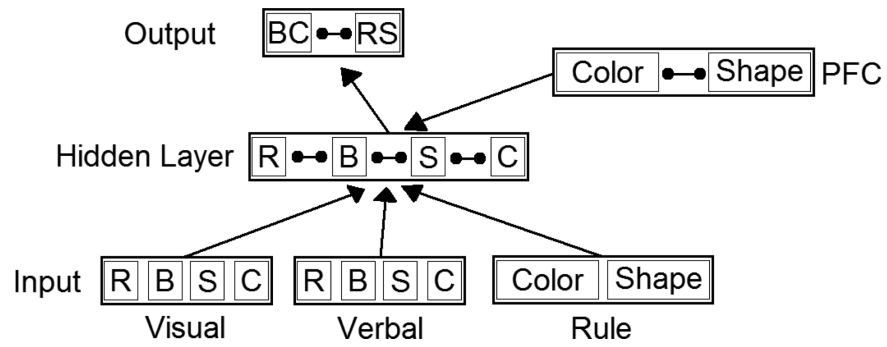 Output BC RS
Color Shape PFC
Hidden Layer R B S C
Input R B S C R B S C Color Shape
Visual Verbal Rule